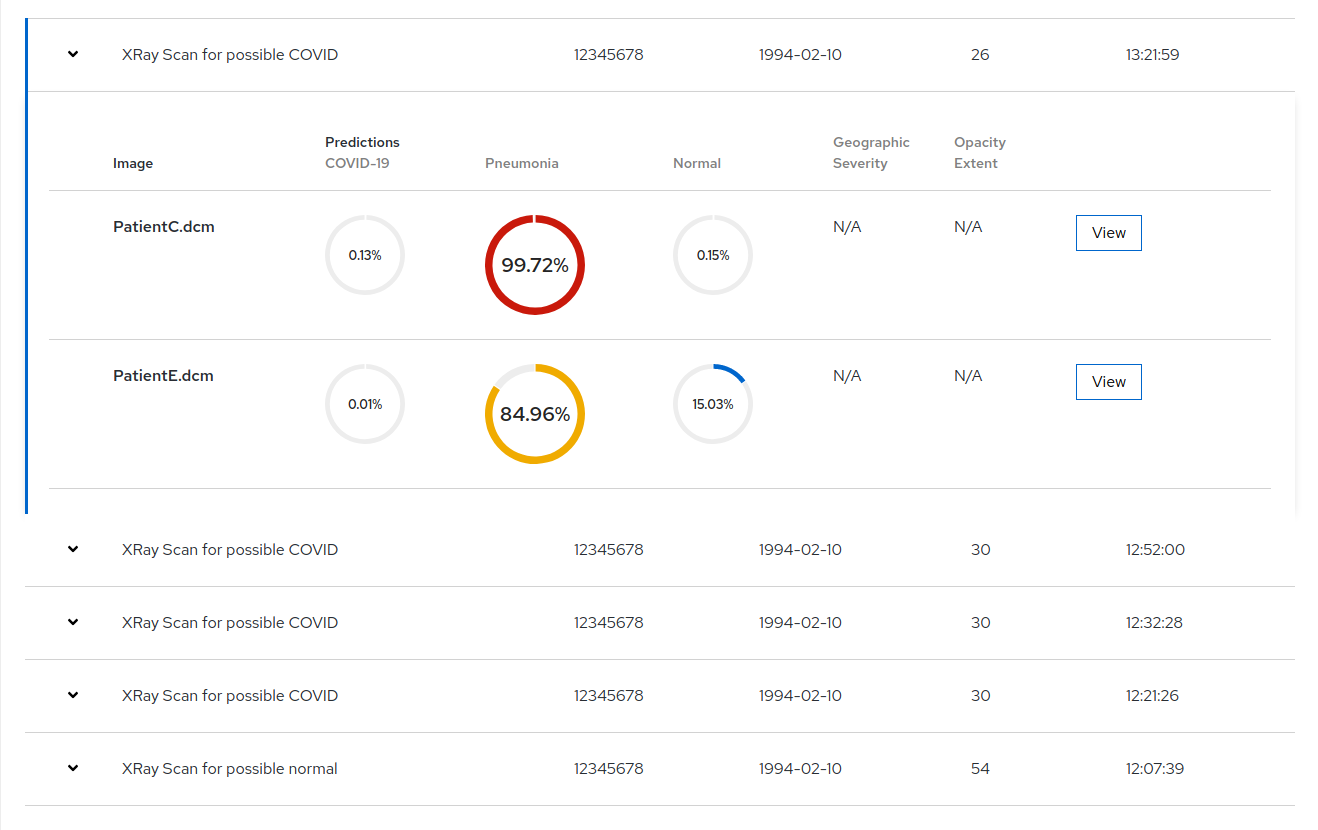 XRay Scan for possible COVID 12345678 1994-02-10 26 13:21:59
Image Predictions COVID-19 Pneumonia Normal Geographic Severity Opacity Extent
PatientC.dcm 0.13% 99.72% 0.15% N/A N/A View
PatientE.dcm 0.01% 84.96% 15.03% N/A N/A View
XRay Scan for possible COVID 12345678 1994-02-10 30 12:52:00
XRay Scan for possible COVID 12345678 1994-02-10 30 12:32:28
XRay Scan for possible COVID 12345678 1994-02-10 30 12:21:26
XRay Scan for possible normal 12345678 1994-02-10 54 12:07:39